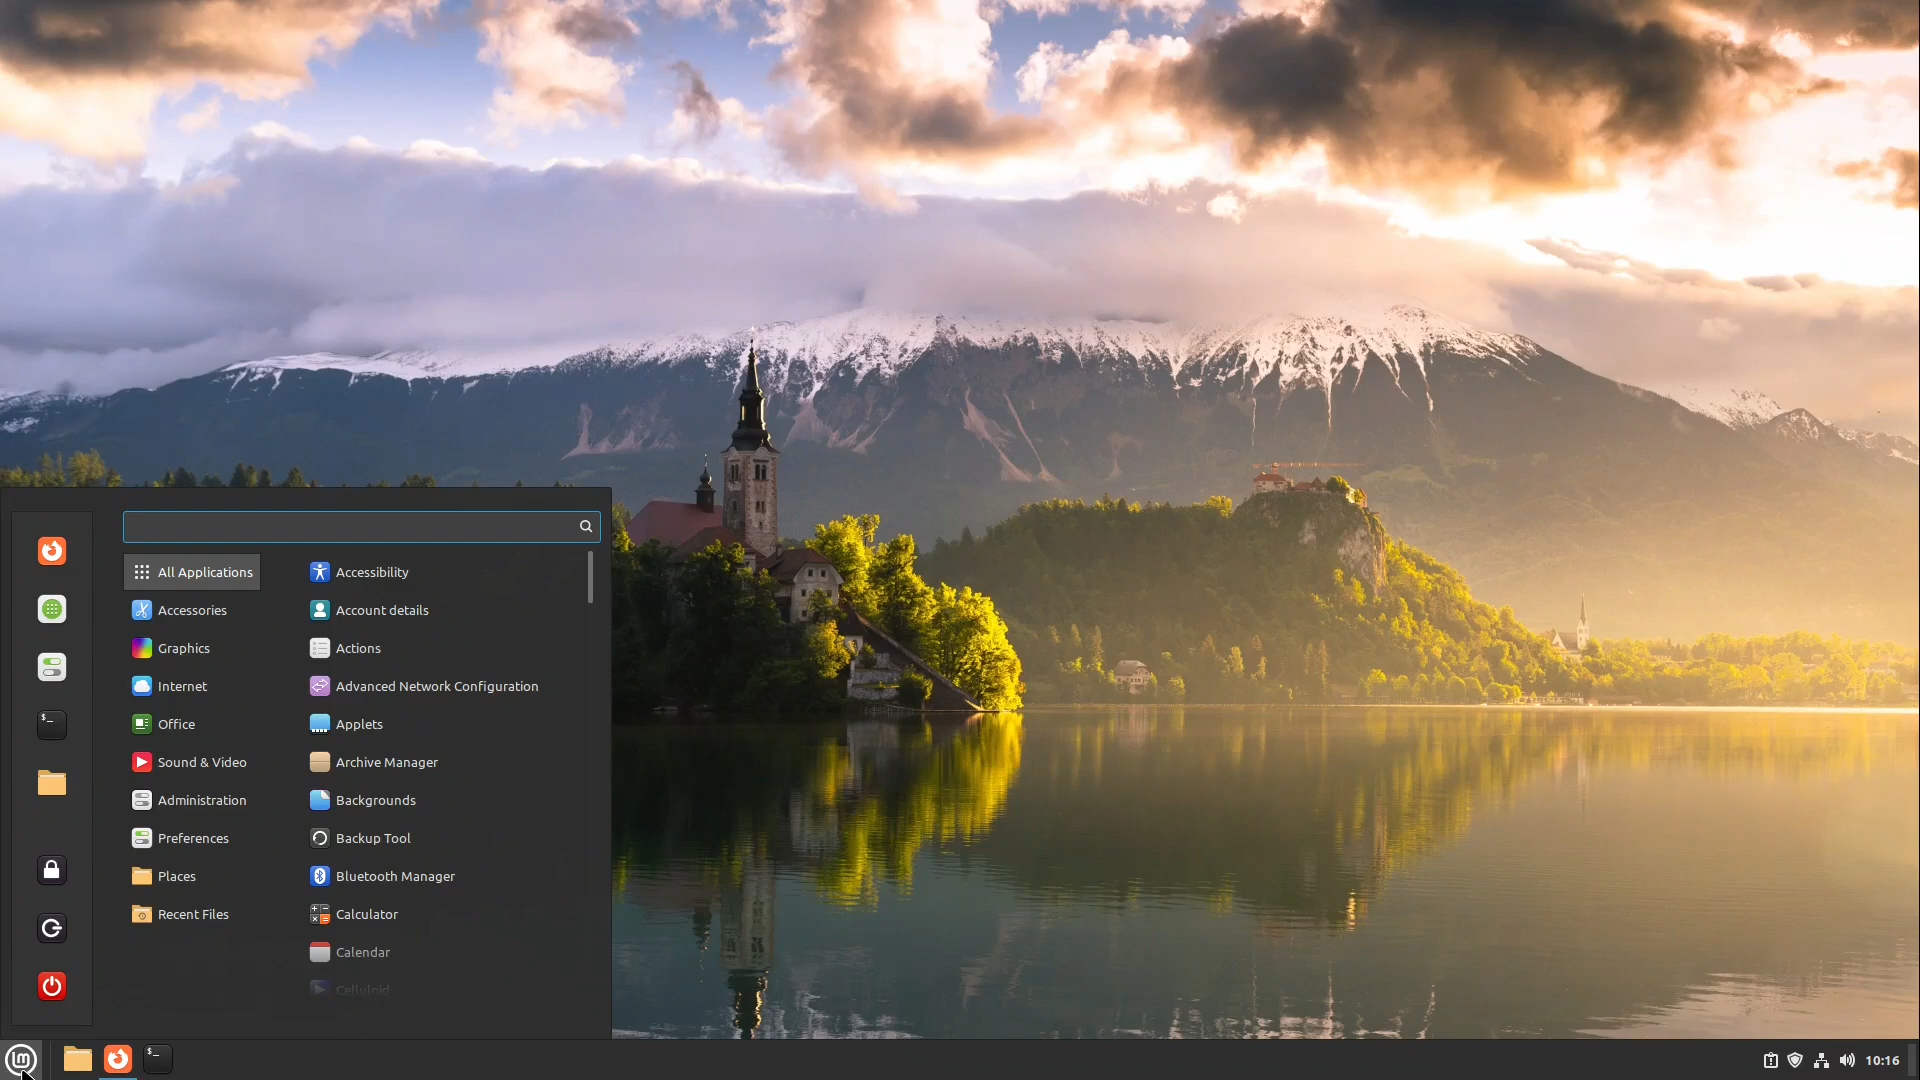 All Applications
Accessories
Graphics
Internet
Office
Sound & Video
Administration
Preferences
Places
Recent Files
Accessibility
Account details
Actions
Advanced Network Configuration
Applets
Archive Manager
Backgrounds
Backup Tool
Bluetooth Manager
Calculator
Calendar
Celluloid
10:16